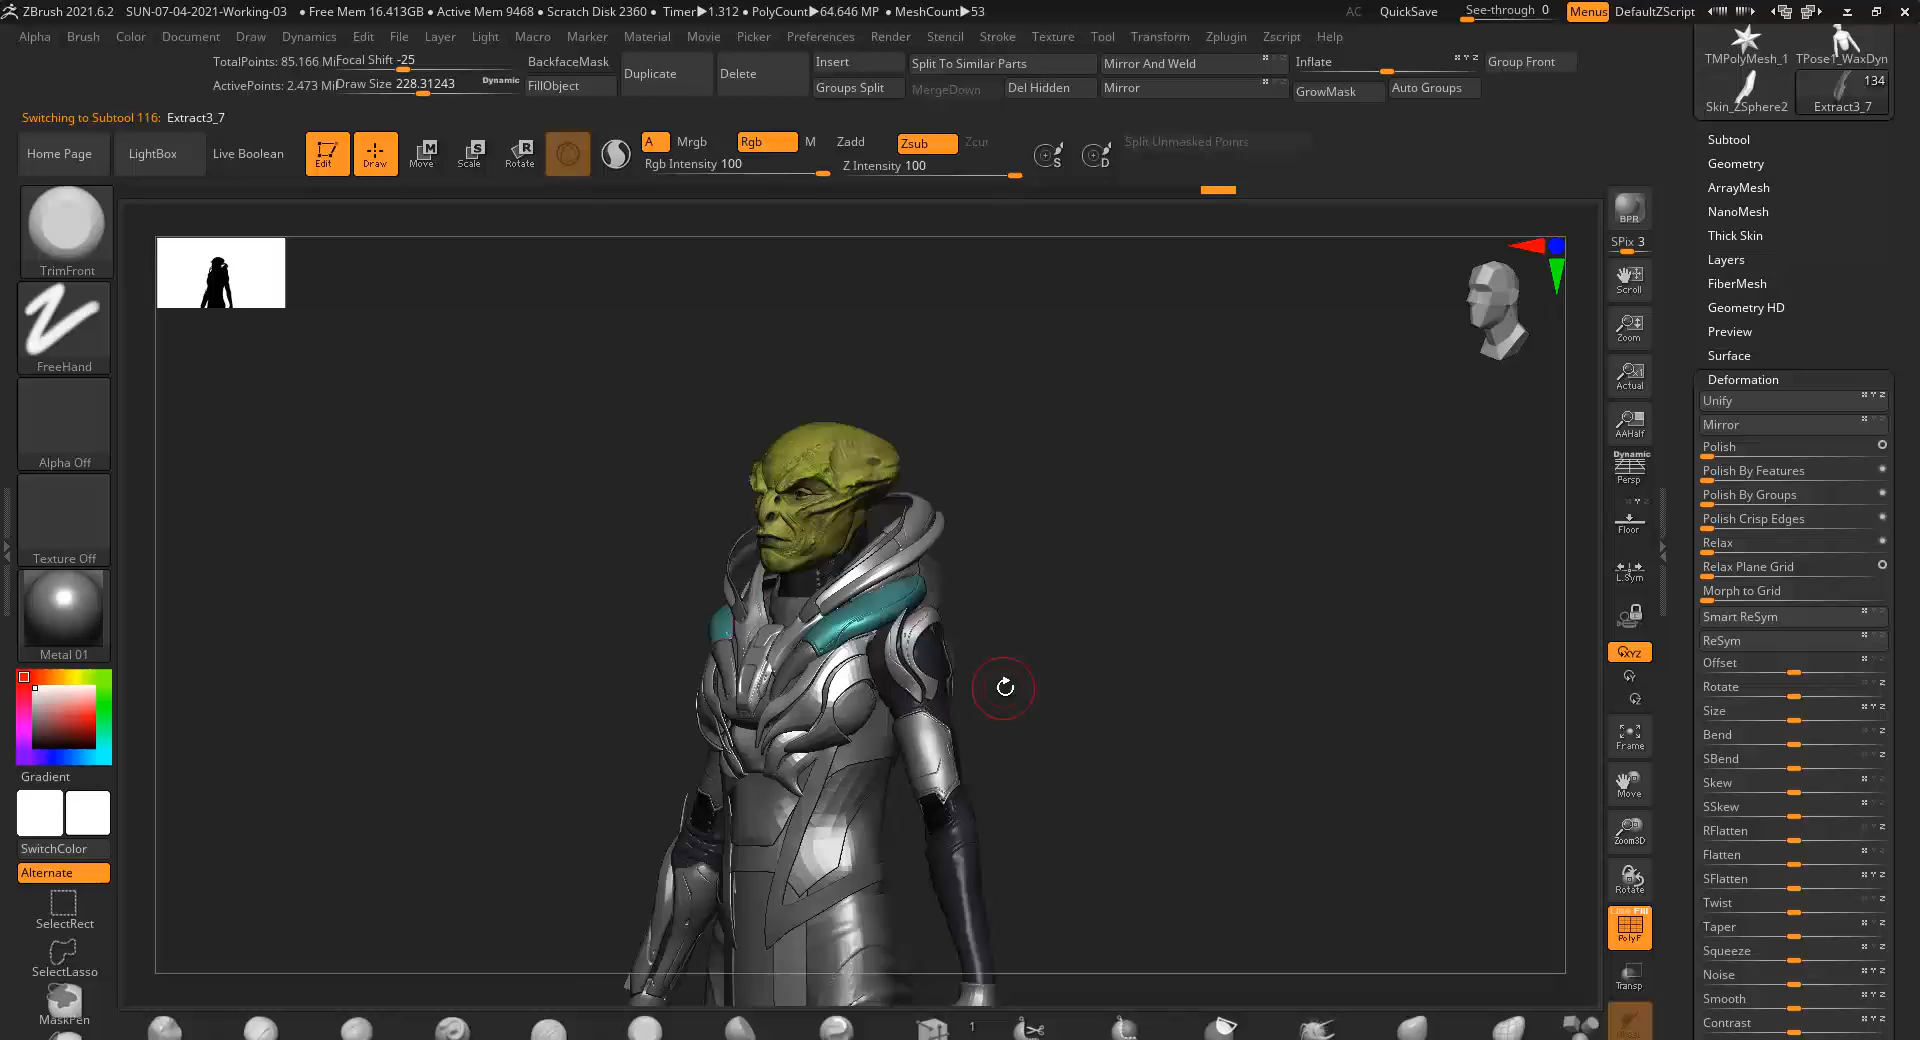 ZBrush 2021.6.2 SUN-07-04-2021-Working-03 ● Free Mem 16.413GB ● Active Mem 9468 ● Scratch Disk 2360 ● Timer▶1.312 ● PolyCount▶64.646 MP ● MeshCount▶53 AC QuickSave See-through 0 Menus DefaultZScript
Alpha Brush Color Document Draw Dynamics Edit File Layer Light Macro Marker Material Movie Picker Preferences Render Stencil Stroke Texture Tool Transform Zplugin Zscript Help
TotalPoints: 85.166 Mil Focal Shift -25 BackfaceMask Duplicate Delete Insert Split To Similar Parts Mirror And Weld Inflate Group Front
ActivePoints: 2.473 Mil Draw Size 228.31243 Dynamic FillObject Groups Split MergeDown Del Hidden Mirror GrowMask Auto Groups
Switching to Subtool 116: Extract3_7
Home Page LightBox Live Boolean Edit Draw Move Scale Rotate A Mrgb Rgb M Zadd Zsub Zcut Split Unmasked Points
Rgb Intensity 100 Z Intensity 100 S D
TMPolyMesh_1 TPose1_WaxDyn
134
Skin_ZSphere2 Extract3_7
TrimFront
FreeHand
Alpha Off
Texture Off
Metal 01
Gradient
SwitchColor
Alternate
SelectRect
SelectLasso
MaskPen
1
BPR
SPix 3
Scroll
Zoom
Actual
AAHalf
Dynamic
Persp
Floor
L.Sym
XYZ
Y
Z
Frame
Move
Zoom3D
Rotate
Line Fill
PolyF
Transp
Subtool
Geometry
ArrayMesh
NanoMesh
Thick Skin
Layers
FiberMesh
Geometry HD
Preview
Surface
Deformation
Unify
Mirror
Polish
Polish By Features
Polish By Groups
Polish Crisp Edges
Relax
Relax Plane Grid
Morph to Grid
Smart ReSym
ReSym
Offset
Rotate
Size
Bend
SBend
Skew
SSkew
RFlatten
Flatten
SFlatten
Twist
Taper
Squeeze
Noise
Smooth
Contrast